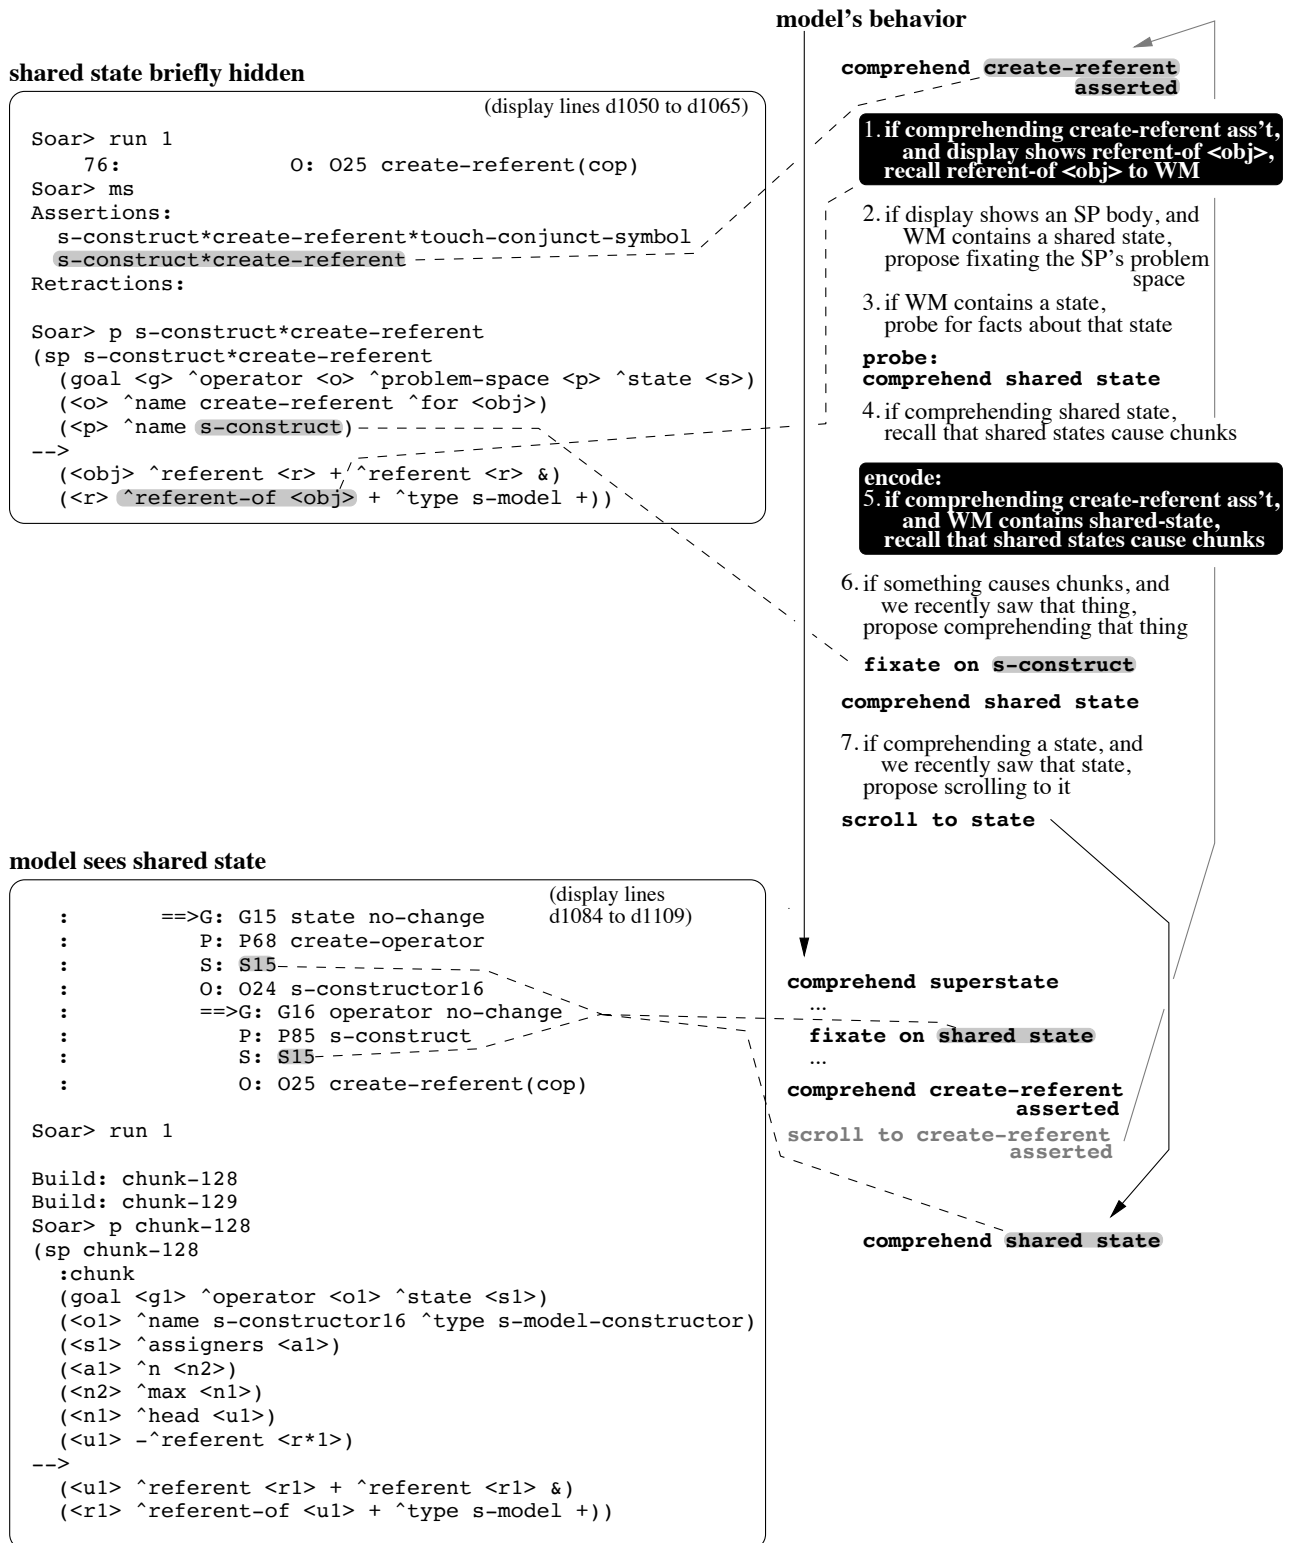 model's behavior
shared state briefly hidden
(display lines d1050 to d1065)
Soar> run 1
76: O: O25 create-referent(cop)
Soar> ms
Assertions:
s-construct*create-referent*touch-conjunct-symbol
s-construct*create-referent
Retractions:
Soar> p s-construct*create-referent
(sp s-construct*create-referent
(goal <g> ^operator <o> ^problem-space <p> ^state <s>)
(<o> ^name create-referent ^for <obj>)
(<p> ^name s-construct)
-->
(<obj> ^referent <r> + ^referent <r> &)
(<r> ^referent-of <obj> + ^type s-model +))
comprehend create-referent
asserted
1. if comprehending create-referent ass't,
and display shows referent-of <obj>,
recall referent-of <obj> to WM
2. if display shows an SP body, and
WM contains a shared state,
propose fixating the SP's problem
space
3. if WM contains a state,
probe for facts about that state
probe:
comprehend shared state
4. if comprehending shared state,
recall that shared states cause chunks
encode:
5. if comprehending create-referent ass't,
and WM contains shared-state,
recall that shared states cause chunks
6. if something causes chunks, and
we recently saw that thing,
propose comprehending that thing
fixate on s-construct
comprehend shared state
7. if comprehending a state, and
we recently saw that state,
propose scrolling to it
scroll to state
model sees shared state
(display lines
d1084 to d1109)
: ==>G: G15 state no-change
: P: P68 create-operator
: S: S15
: O: O24 s-constructor16
: ==>G: G16 operator no-change
: P: P85 s-construct
: S: S15
: O: O25 create-referent(cop)
Soar> run 1
Build: chunk-128
Build: chunk-129
Soar> p chunk-128
(sp chunk-128
:chunk
(goal <g1> ^operator <o1> ^state <s1>)
(<o1> ^name s-constructor16 ^type s-model-constructor)
(<s1> ^assigners <a1>)
(<a1> ^n <n2>)
(<n2> ^max <n1>)
(<n1> ^head <u1>)
(<u1> -^referent <r*1>)
-->
(<u1> ^referent <r1> + ^referent <r1> &)
(<r1> ^referent-of <u1> + ^type s-model +))
comprehend superstate
...
fixate on shared state
...
comprehend create-referent
asserted
scroll to create-referent
asserted
comprehend shared state